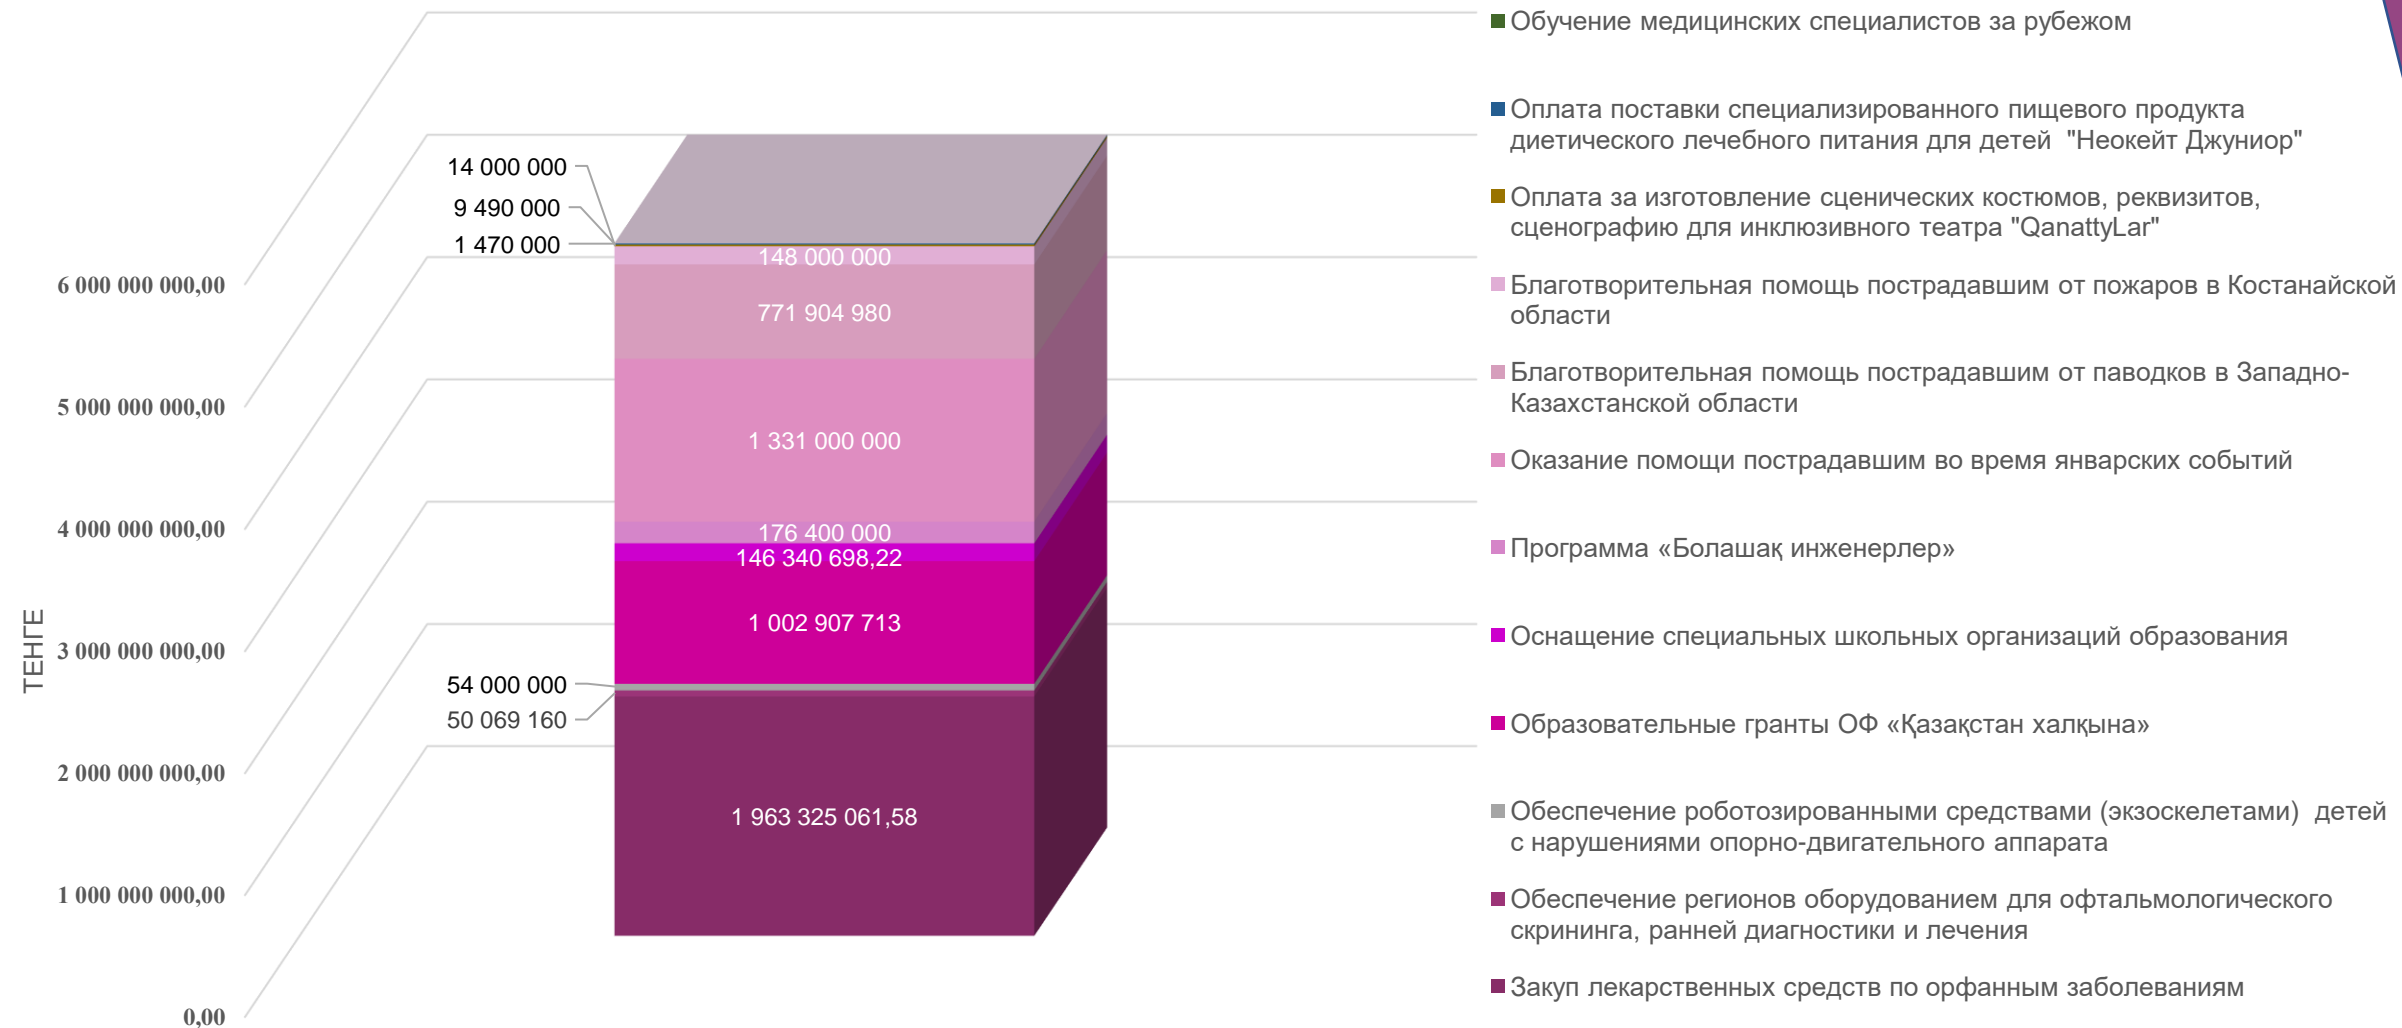 ТЕНГЕ
6 000 000 000,00
5 000 000 000,00
4 000 000 000,00
3 000 000 000,00
2 000 000 000,00
1 000 000 000,00
0,00
14 000 000
9 490 000
1 470 000
148 000 000
771 904 980
1 331 000 000
176 400 000
146 340 698,22
1 002 907 713
54 000 000
50 069 160
1 963 325 061,58
Обучение медицинских специалистов за рубежом
Оплата поставки специализированного пищевого продукта
диетического лечебного питания для детей "Неокейт Джуниор"
Оплата за изготовление сценических костюмов, реквизитов,
сценографию для инклюзивного театра "QanattyLar"
Благотворительная помощь пострадавшим от пожаров в Костанайской
области
Благотворительная помощь пострадавшим от паводков в Западно-
Казахстанской области
Оказание помощи пострадавшим во время январских событий
Программа «Болашақ инженерлер»
Оснащение специальных школьных организаций образования
Образовательные гранты ОФ «Қазақстан халқына»
Обеспечение роботозированными средствами (экзоскелетами) детей
с нарушениями опорно-двигательного аппарата
Обеспечение регионов оборудованием для офтальмологического
скрининга, ранней диагностики и лечения
Закуп лекарственных средств по орфанным заболеваниям